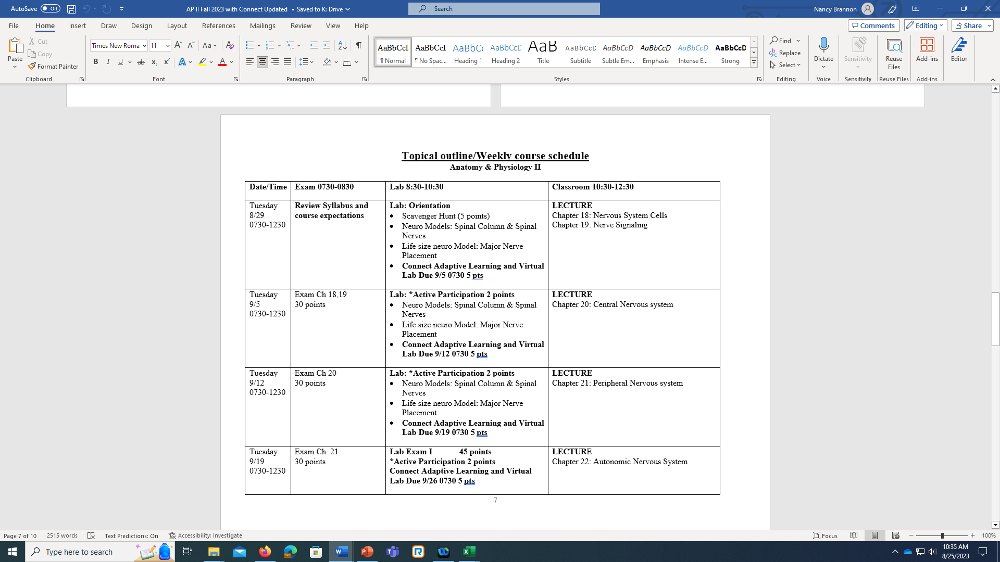 AutoSave Off AP II Fall 2023 with Connect Updated • Saved to K: Drive Search Nancy Brannon
File Home Insert Draw Design Layout References Mailings Review View Help Comments Editing Share
Paste Cut Copy Format Painter
Times New Roma 11
AaBbCcI AaBbCcI AaBbCc AaBbCcD AaB AaBbCcD AaBbCcD AaBbCcD AaBbCcD AaBbCcD
¶ Normal ¶ No Spac... Heading 1 Heading 2 Title Subtitle Subtle Em... Emphasis Intense E... Strong
Find Replace Select
Dictate Sensitivity Reuse Files Add-ins Editor
Clipboard Font Paragraph Styles Editing Voice Sensitivity Reuse Files Add-ins
Topical outline/Weekly course schedule
Anatomy & Physiology II
Date/Time Exam 0730-0830 Lab 8:30-10:30 Classroom 10:30-12:30
Tuesday
8/29
0730-1230
Review Syllabus and
course expectations
Lab: Orientation
• Scavenger Hunt (5 points)
• Neuro Models: Spinal Column & Spinal
Nerves
• Life size neuro Model: Major Nerve
Placement
• Connect Adaptive Learning and Virtual
Lab Due 9/5 0730 5 pts
LECTURE
Chapter 18: Nervous System Cells
Chapter 19: Nerve Signaling
Tuesday
9/5
0730-1230
Exam Ch 18,19
30 points
Lab: *Active Participation 2 points
• Neuro Models: Spinal Column & Spinal
Nerves
• Life size neuro Model: Major Nerve
Placement
• Connect Adaptive Learning and Virtual
Lab Due 9/12 0730 5 pts
LECTURE
Chapter 20: Central Nervous system
Tuesday
9/12
0730-1230
Exam Ch 20
30 points
Lab: *Active Participation 2 points
• Neuro Models: Spinal Column & Spinal
Nerves
• Life size neuro Model: Major Nerve
Placement
• Connect Adaptive Learning and Virtual
Lab Due 9/19 0730 5 pts
LECTURE
Chapter 21: Peripheral Nervous system
Tuesday
9/19
0730-1230
Exam Ch. 21
30 points
Lab Exam I 45 points
*Active Participation 2 points
Connect Adaptive Learning and Virtual
Lab Due 9/26 0730 5 pts
LECTURE
Chapter 22: Autonomic Nervous System
7
Page 7 of 10 2515 words Text Predictions: On Accessibility: Investigate Focus 100%
Type here to search
10:35 AM
8/25/2023